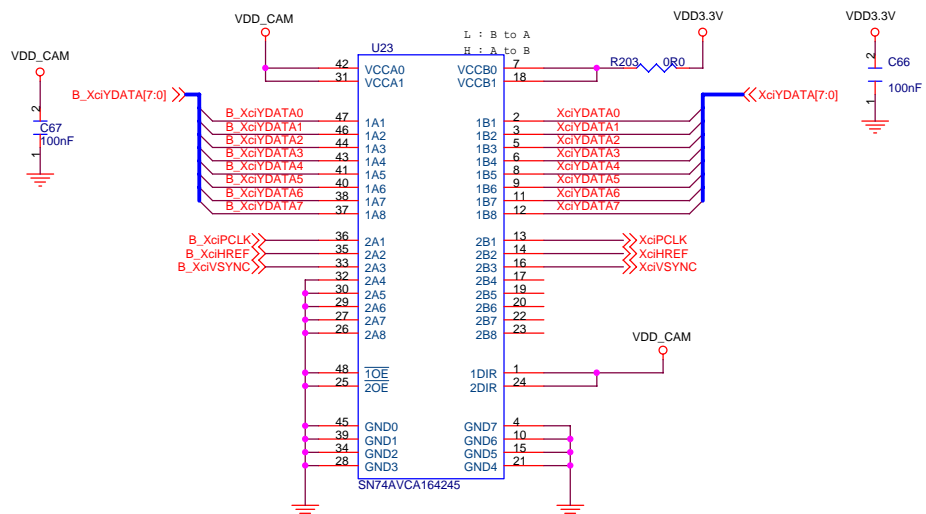 VDD_CAM
U23
L : B to A
H : A to B
VDD3.3V
VDD3.3V
VDD_CAM
42 VCCA0 VCCB0 7
31 VCCA1 VCCB1 18
R203 0R0
2
C66
100nF
1
B_XciYDATA[7:0]
XciYDATA[7:0]
2
C67
100nF
1
B_XciYDATA0 47 1A1 1B1 2 XciYDATA0
B_XciYDATA1 46 1A2 1B2 3 XciYDATA1
B_XciYDATA2 44 1A3 1B3 5 XciYDATA2
B_XciYDATA3 43 1A4 1B4 6 XciYDATA3
B_XciYDATA4 41 1A5 1B5 8 XciYDATA4
B_XciYDATA5 40 1A6 1B6 9 XciYDATA5
B_XciYDATA6 38 1A7 1B7 11 XciYDATA6
B_XciYDATA7 37 1A8 1B8 12 XciYDATA7
B_XciPCLK 36 2A1 2B1 13 XciPCLK
B_XciHREF 35 2A2 2B2 14 XciHREF
B_XciVSYNC 33 2A3 2B3 16 XciVSYNC
32 2A4 2B4 17
30 2A5 2B5 19
29 2A6 2B6 20
27 2A7 2B7 22
26 2A8 2B8 23
VDD_CAM
48 1OE 1DIR 1
25 2OE 2DIR 24
45 GND0 GND7 4
39 GND1 GND6 10
34 GND2 GND5 15
28 GND3 GND4 21
SN74AVCA164245